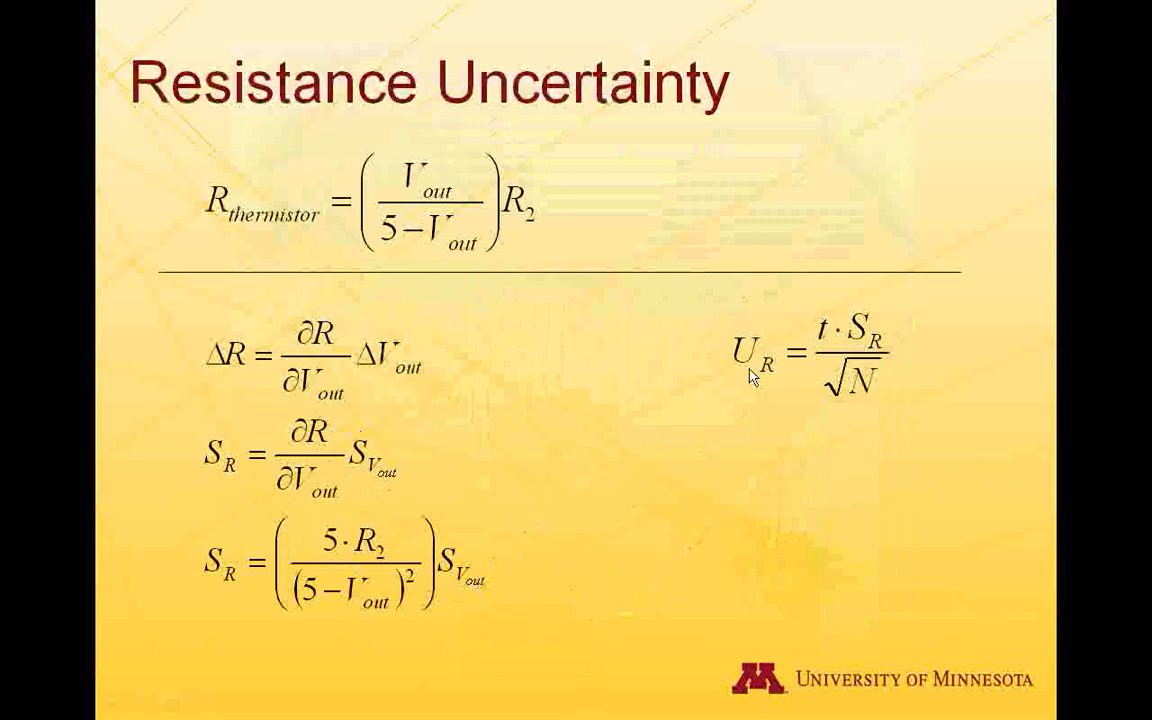 Resistance Uncertainty
R_thermistor = (V_out / (5 − V_out)) R_2
ΔR = ∂R/∂V_out ΔV_out
U_R = t · S_R / √N
S_R = ∂R/∂V_out S_V_out
S_R = (5 · R_2 / (5 − V_out)^2) S_V_out
M UNIVERSITY OF MINNESOTA